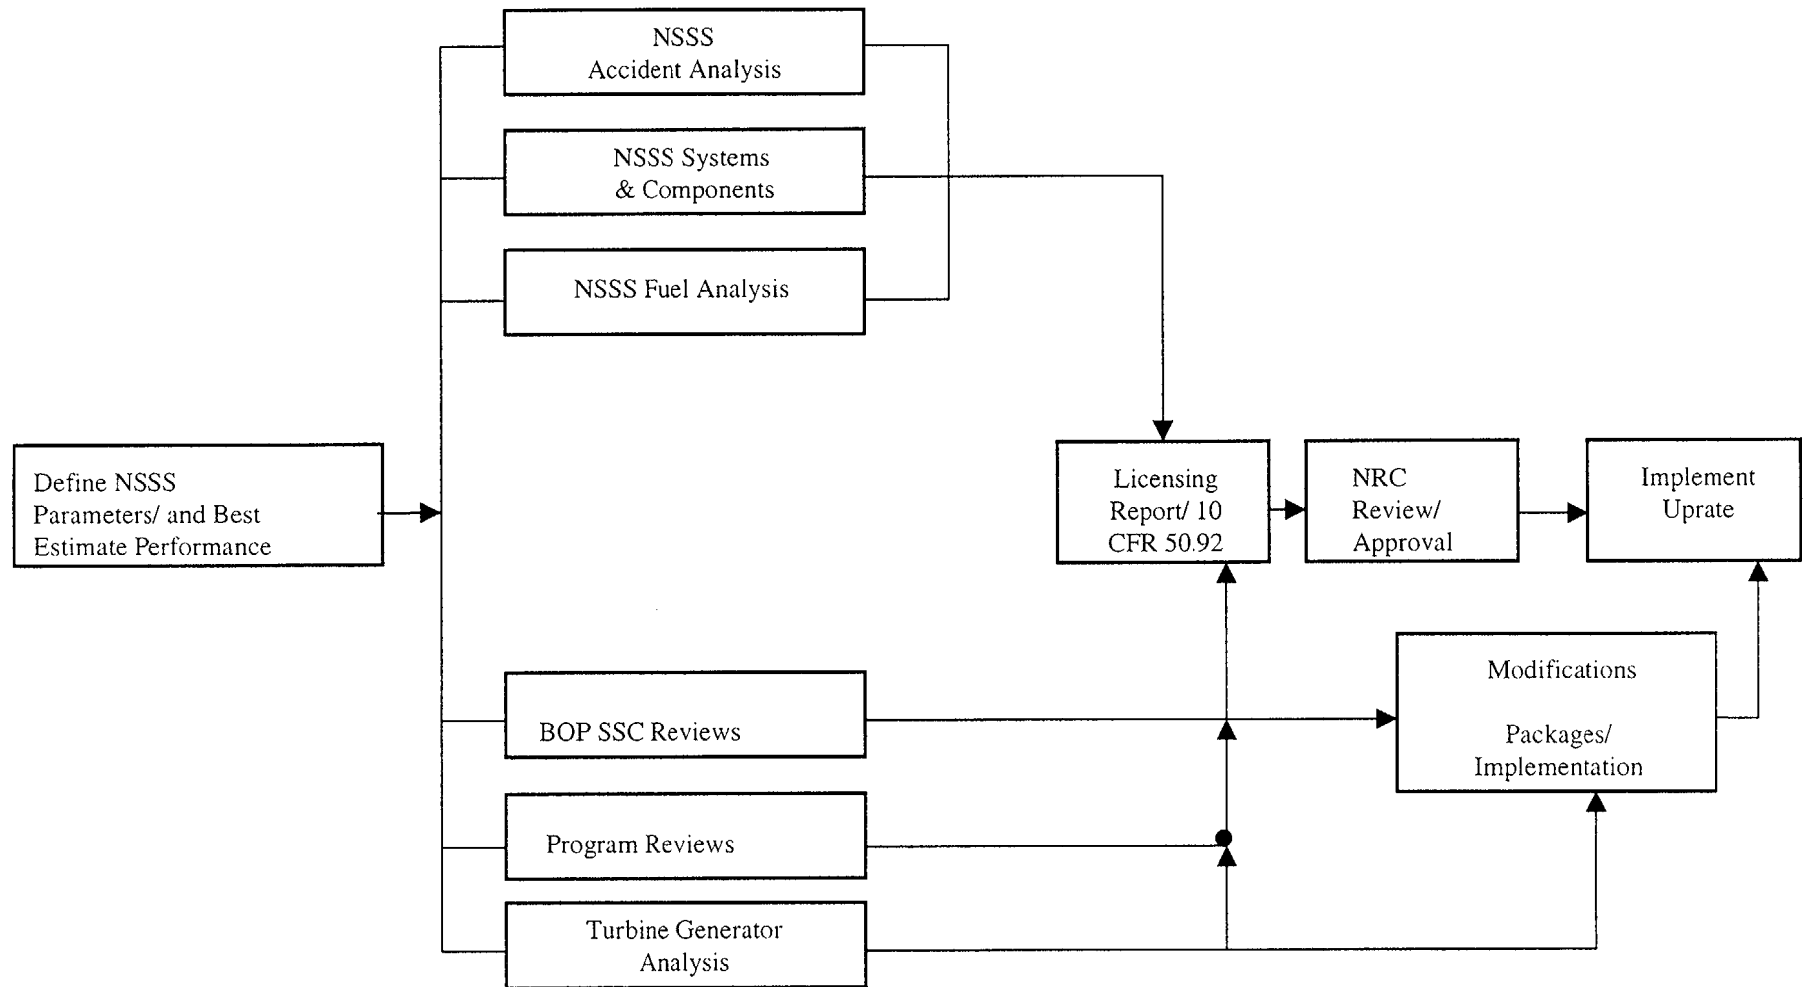 NSSS
Accident Analysis
NSSS Systems
& Components
NSSS Fuel Analysis
Define NSSS
Parameters/ and Best
Estimate Performance
Licensing
Report/ 10
CFR 50.92
NRC
Review/
Approval
Implement
Uprate
Modifications
Packages/
Implementation
BOP SSC Reviews
Program Reviews
Turbine Generator
Analysis